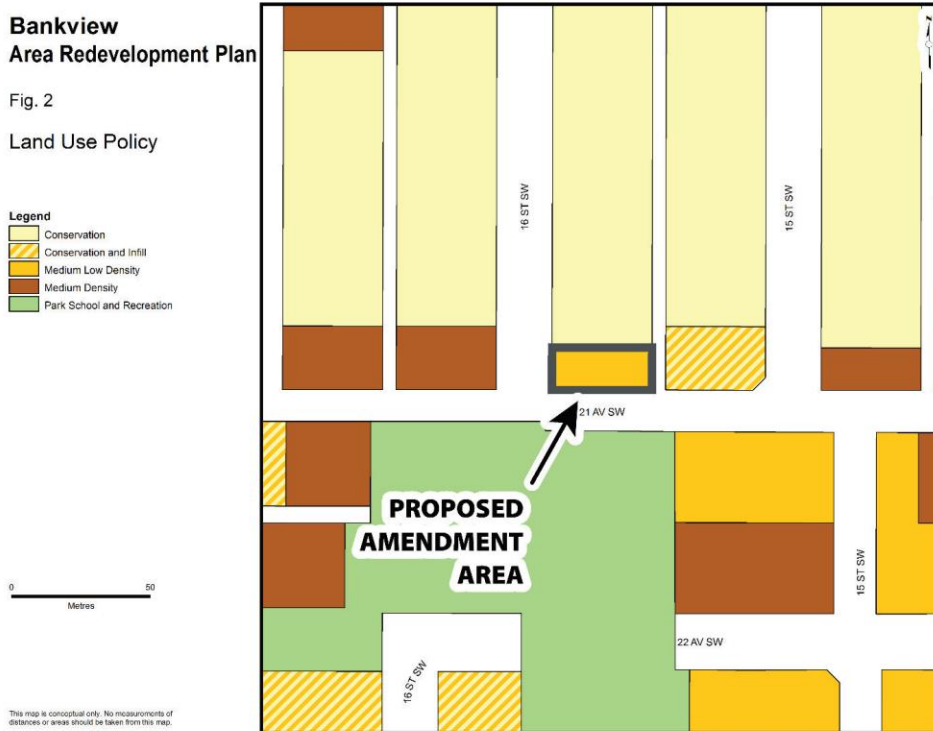 Bankview
Area Redevelopment Plan
Fig. 2
Land Use Policy
Legend
Conservation
Conservation and Infill
Medium Low Density
Medium Density
Park School and Recreation
0 50
Metres
This map is conceptual only. No measurements of
distances or areas should be taken from this map.
16 ST SW
15 ST SW
21 AV SW
PROPOSED
AMENDMENT
AREA
15 ST SW
22 AV SW
16 ST SW